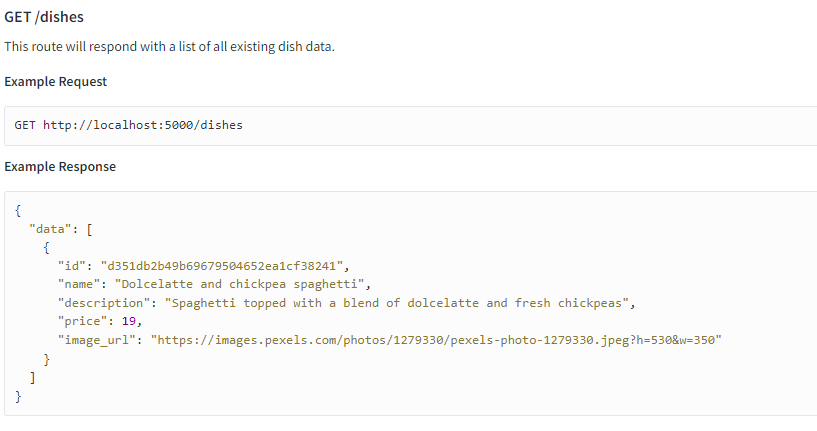 GET /dishes
This route will respond with a list of all existing dish data.
Example Request
GET http://localhost:5000/dishes
Example Response
{
  "data": [
    {
      "id": "d351db2b49b69679504652ea1cf38241",
      "name": "Dolcelatte and chickpea spaghetti",
      "description": "Spaghetti topped with a blend of dolcelatte and fresh chickpeas",
      "price": 19,
      "image_url": "https://images.pexels.com/photos/1279330/pexels-photo-1279330.jpeg?h=530&w=350"
    }
  ]
}